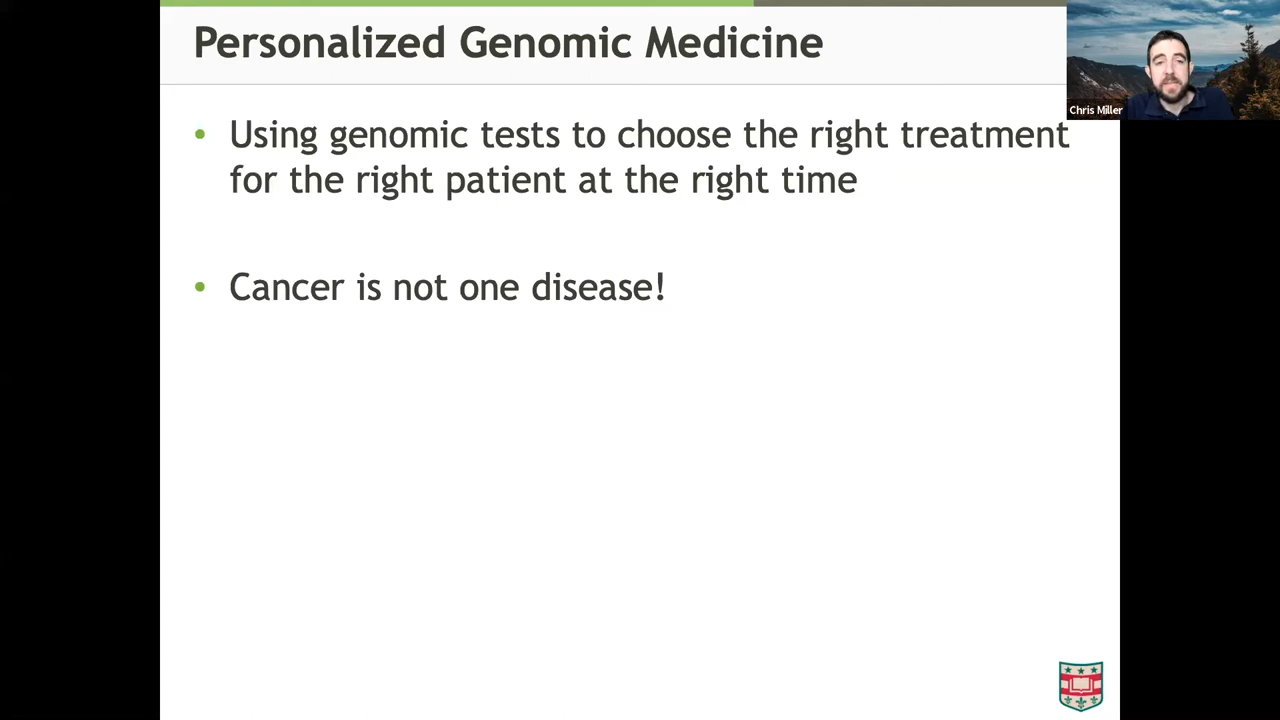 Personalized Genomic Medicine
Chris Miller
• Using genomic tests to choose the right treatment
for the right patient at the right time
• Cancer is not one disease!